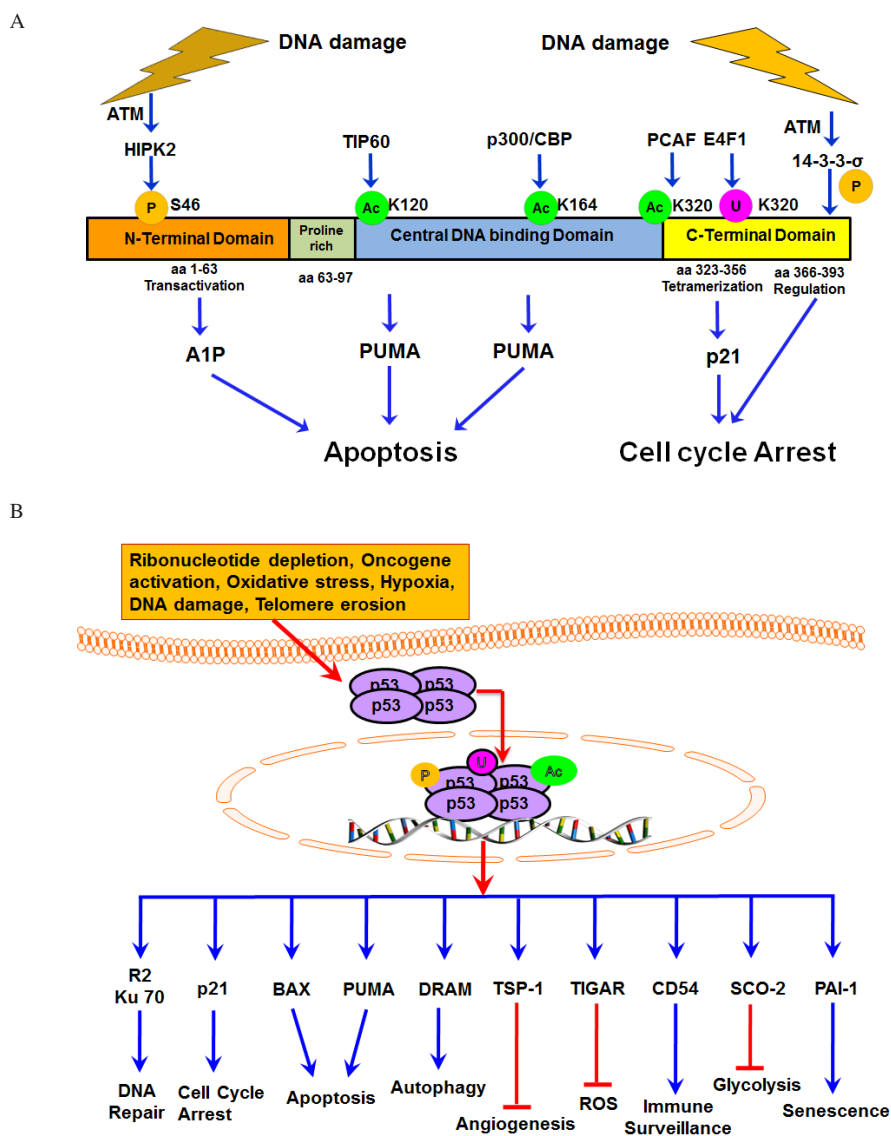 A
DNA damage
DNA damage
ATM
HIPK2
TIP60
p300/CBP
PCAF E4F1
ATM
14-3-3-σ
P
S46
Ac
K120
Ac
K164
Ac
K320
U
K320
P
N-Terminal Domain
Proline
rich
Central DNA binding Domain
C-Terminal Domain
aa 1-63
Transactivation
aa 63-97
aa 323-356
Tetramerization
aa 366-393
Regulation
A1P
PUMA
PUMA
p21
Apoptosis
Cell cycle Arrest
B
Ribonucleotide depletion, Oncogene
activation, Oxidative stress, Hypoxia,
DNA damage, Telomere erosion
p53 p53
p53 p53
P
U
Ac
p53 p53
p53 p53
R2
Ku 70
p21
BAX
PUMA
DRAM
TSP-1
TIGAR
CD54
SCO-2
PAI-1
DNA
Repair
Cell Cycle
Arrest
Apoptosis
Autophagy
Angiogenesis
ROS
Immune
Surveillance
Glycolysis
Senescence